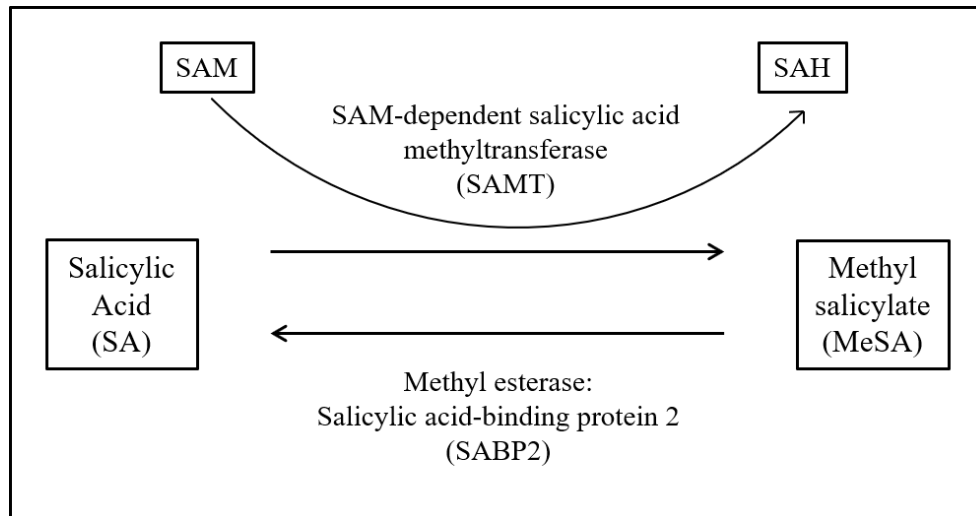 SAM
SAH
SAM-dependent salicylic acid
methyltransferase
(SAMT)
Salicylic
Acid
(SA)
Methyl
salicylate
(MeSA)
Methyl esterase:
Salicylic acid-binding protein 2
(SABP2)